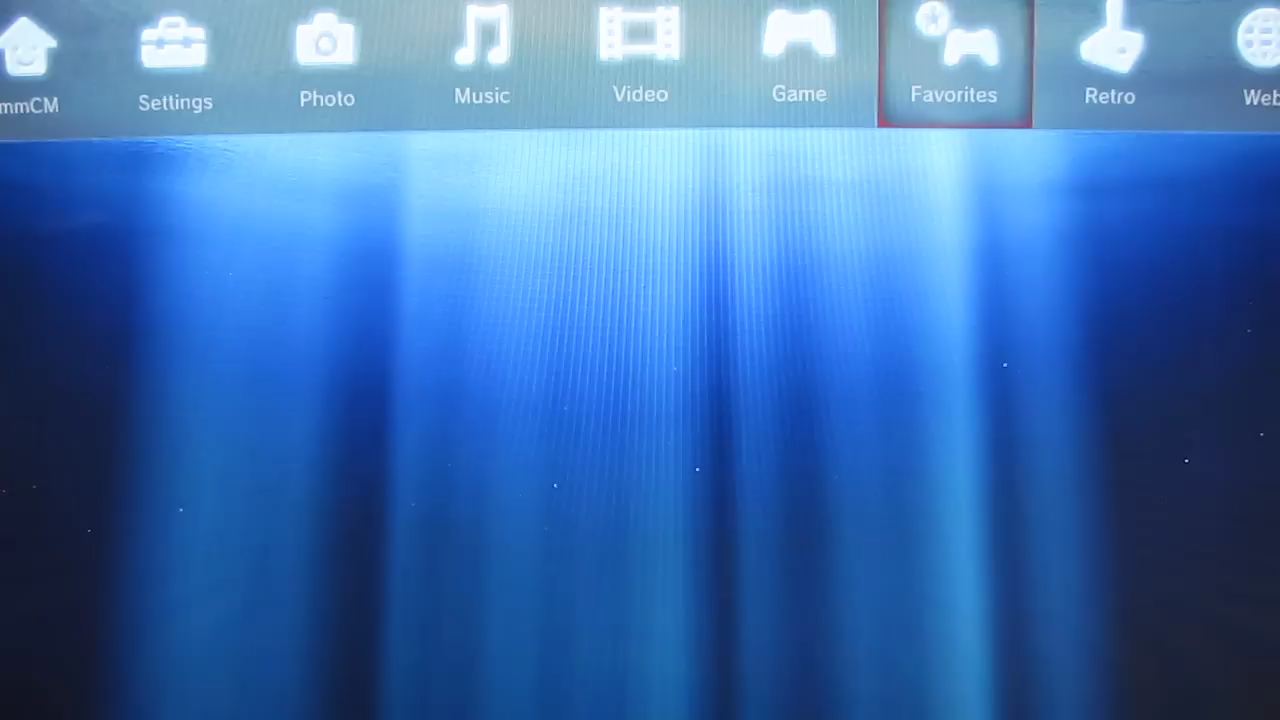 mmCM
Settings
Photo
Music
Video
Game
Favorites
Retro
Web